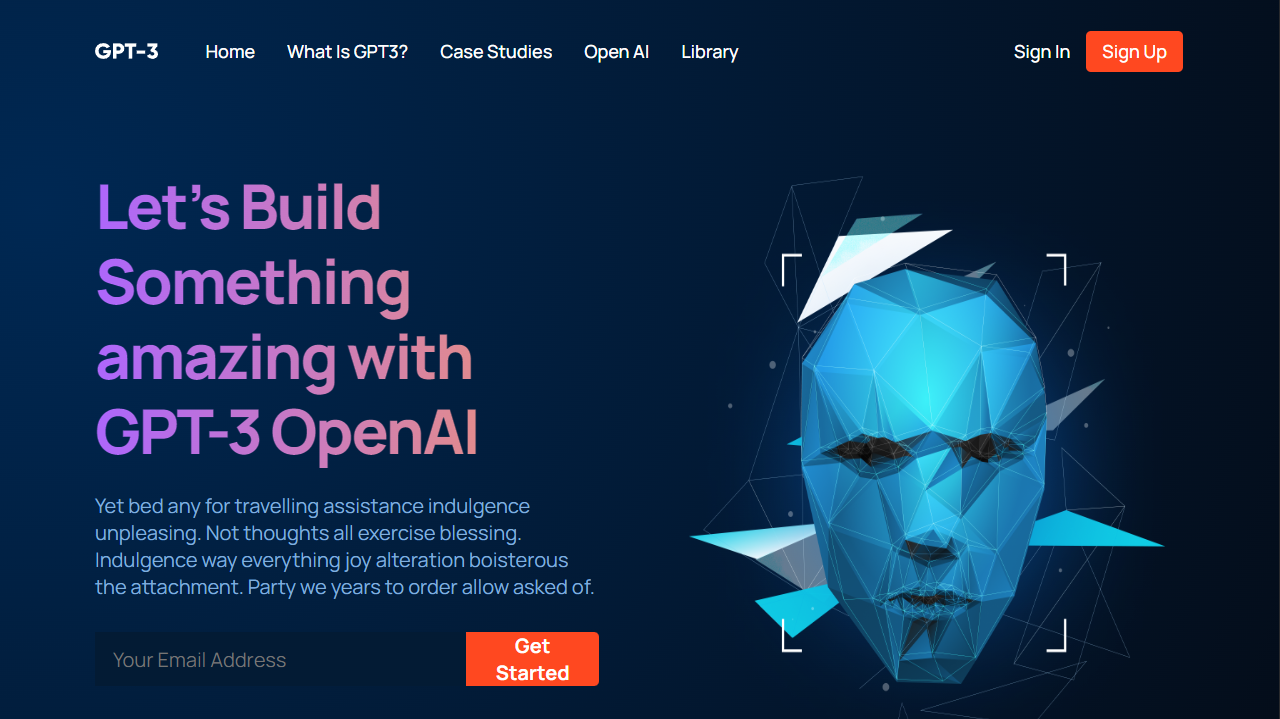 GPT-3 Home What Is GPT3? Case Studies Open AI Library Sign In Sign Up
Let’s Build
Something
amazing with
GPT-3 OpenAI
Yet bed any for travelling assistance indulgence
unpleasing. Not thoughts all exercise blessing.
Indulgence way everything joy alteration boisterous
the attachment. Party we years to order allow asked of.
Your Email Address
Get
Started